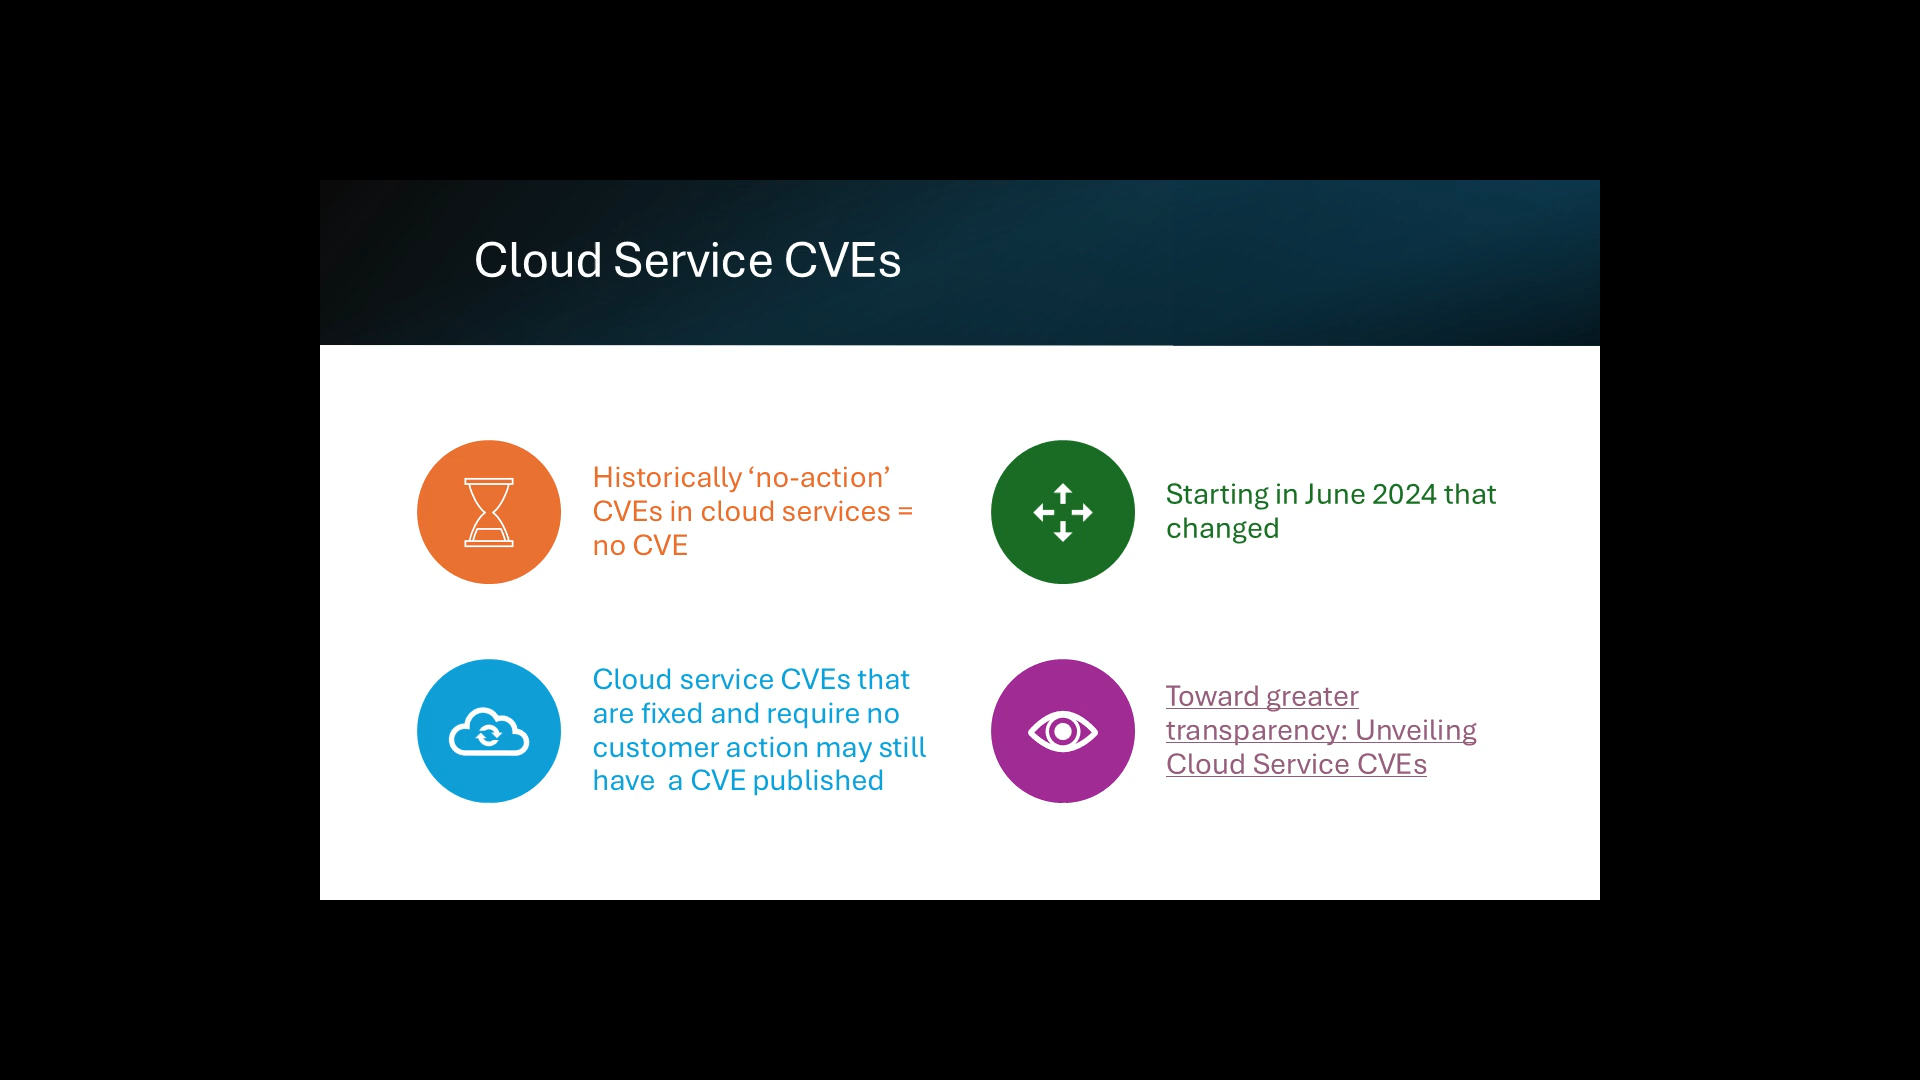 Cloud Service CVEs
Historically ‘no-action’
CVEs in cloud services =
no CVE
Starting in June 2024 that
changed
Cloud service CVEs that
are fixed and require no
customer action may still
have  a CVE published
Toward greater
transparency: Unveiling
Cloud Service CVEs